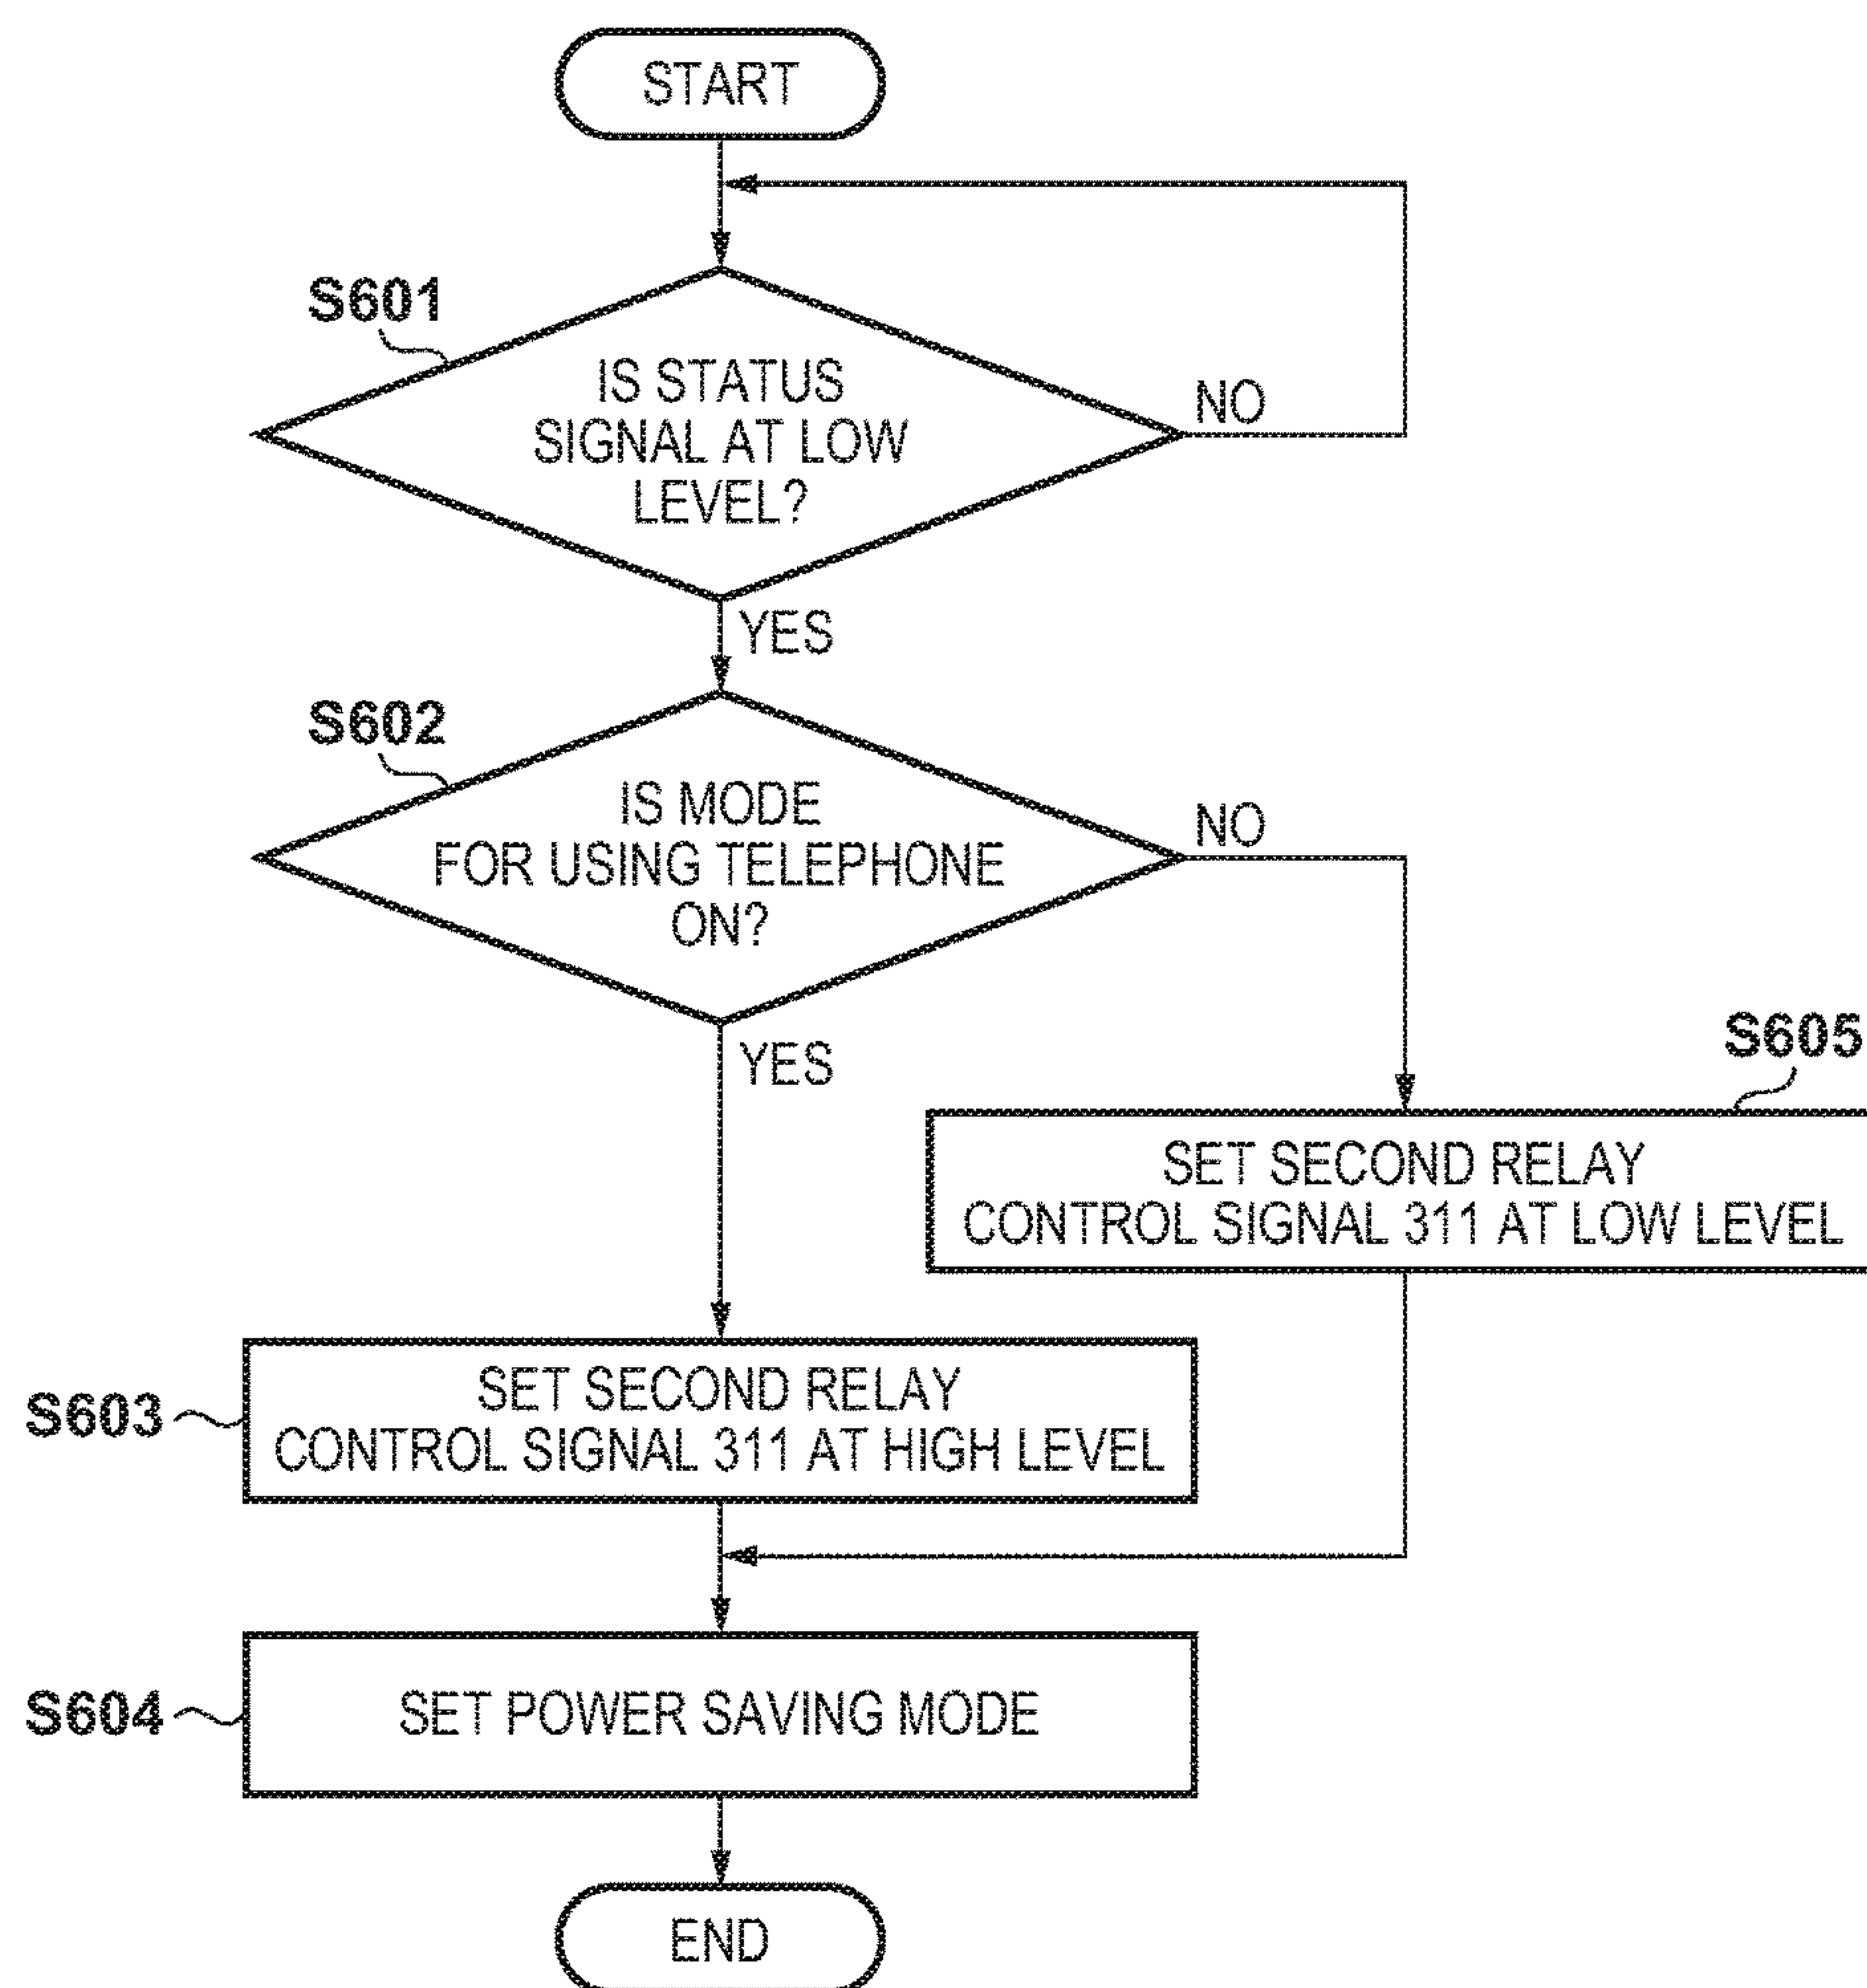 START
S601
IS STATUS
SIGNAL AT LOW
LEVEL?
NO
YES
S602
IS MODE
FOR USING TELEPHONE
ON?
NO
YES
S605
SET SECOND RELAY
CONTROL SIGNAL 311 AT LOW LEVEL
S603
SET SECOND RELAY
CONTROL SIGNAL 311 AT HIGH LEVEL
S604
SET POWER SAVING MODE
END